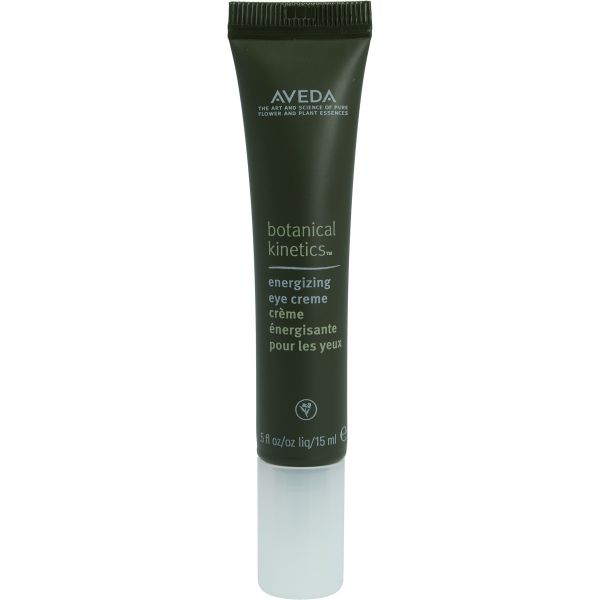 AVEDA
THE ART AND SCIENCE OF PURE
FLOWER AND PLANT ESSENCES
botanical
kinetics™
energizing
eye creme
crème
énergisante
pour les yeux
.5 fl oz/oz liq/15 ml ℮